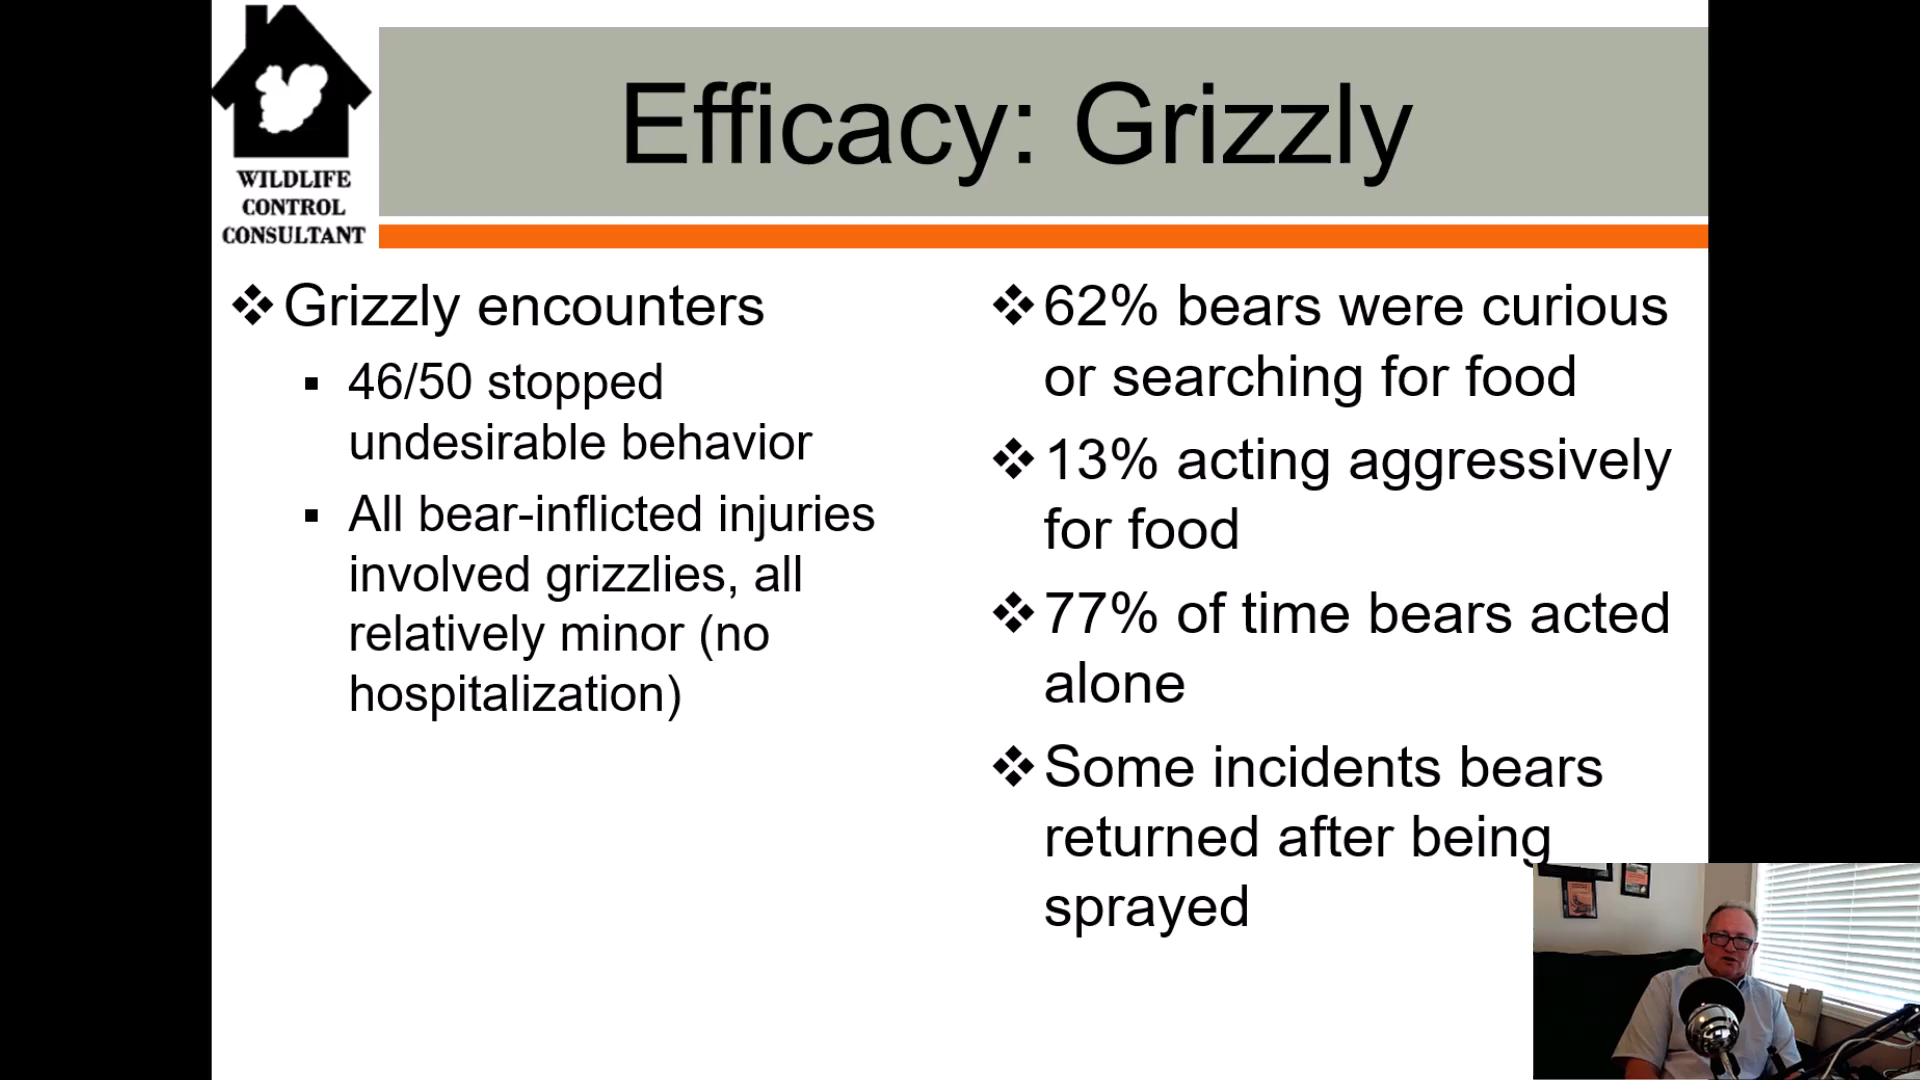 WILDLIFE
CONTROL
CONSULTANT
Efficacy: Grizzly
❖ Grizzly encounters
▪ 46/50 stopped
undesirable behavior
▪ All bear-inflicted injuries
involved grizzlies, all
relatively minor (no
hospitalization)
❖ 62% bears were curious
or searching for food
❖ 13% acting aggressively
for food
❖ 77% of time bears acted
alone
❖ Some incidents bears
returned after being
sprayed